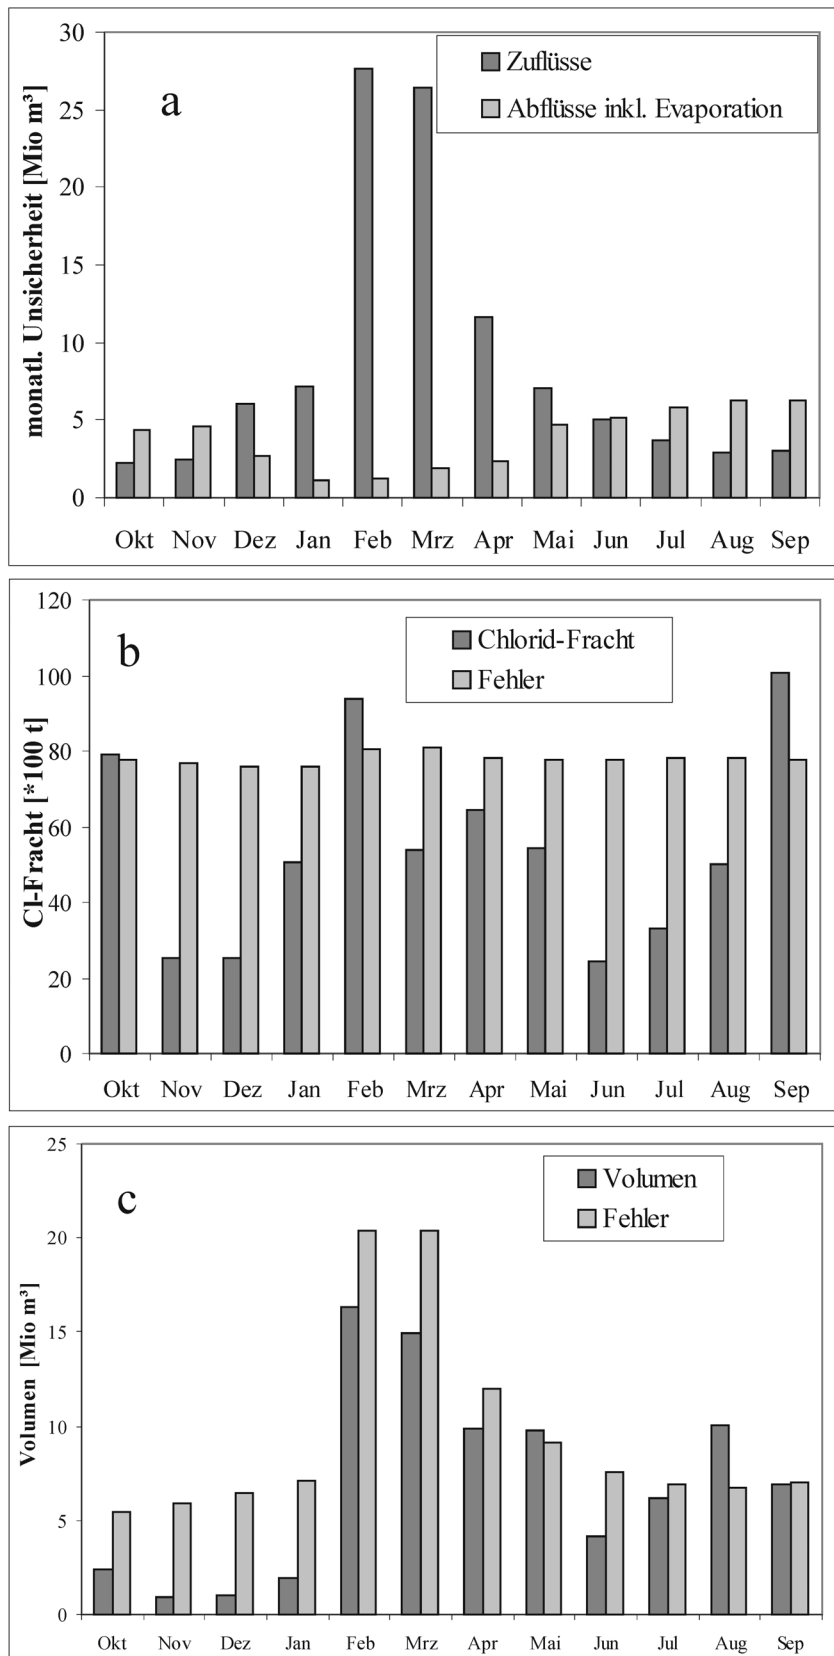 30
25
20
15
10
5
0
monatl. Unsicherheit [Mio m³]
a
Zuflüsse
Abflüsse inkl. Evaporation
Okt Nov Dez Jan Feb Mrz Apr Mai Jun Jul Aug Sep
120
100
80
60
40
20
0
Cl-Fracht [*100 t]
b
Chlorid-Fracht
Fehler
Okt Nov Dez Jan Feb Mrz Apr Mai Jun Jul Aug Sep
25
20
15
10
5
0
Volumen [Mio m³]
c
Volumen
Fehler
Okt Nov Dez Jan Feb Mrz Apr Mai Jun Jul Aug Sep